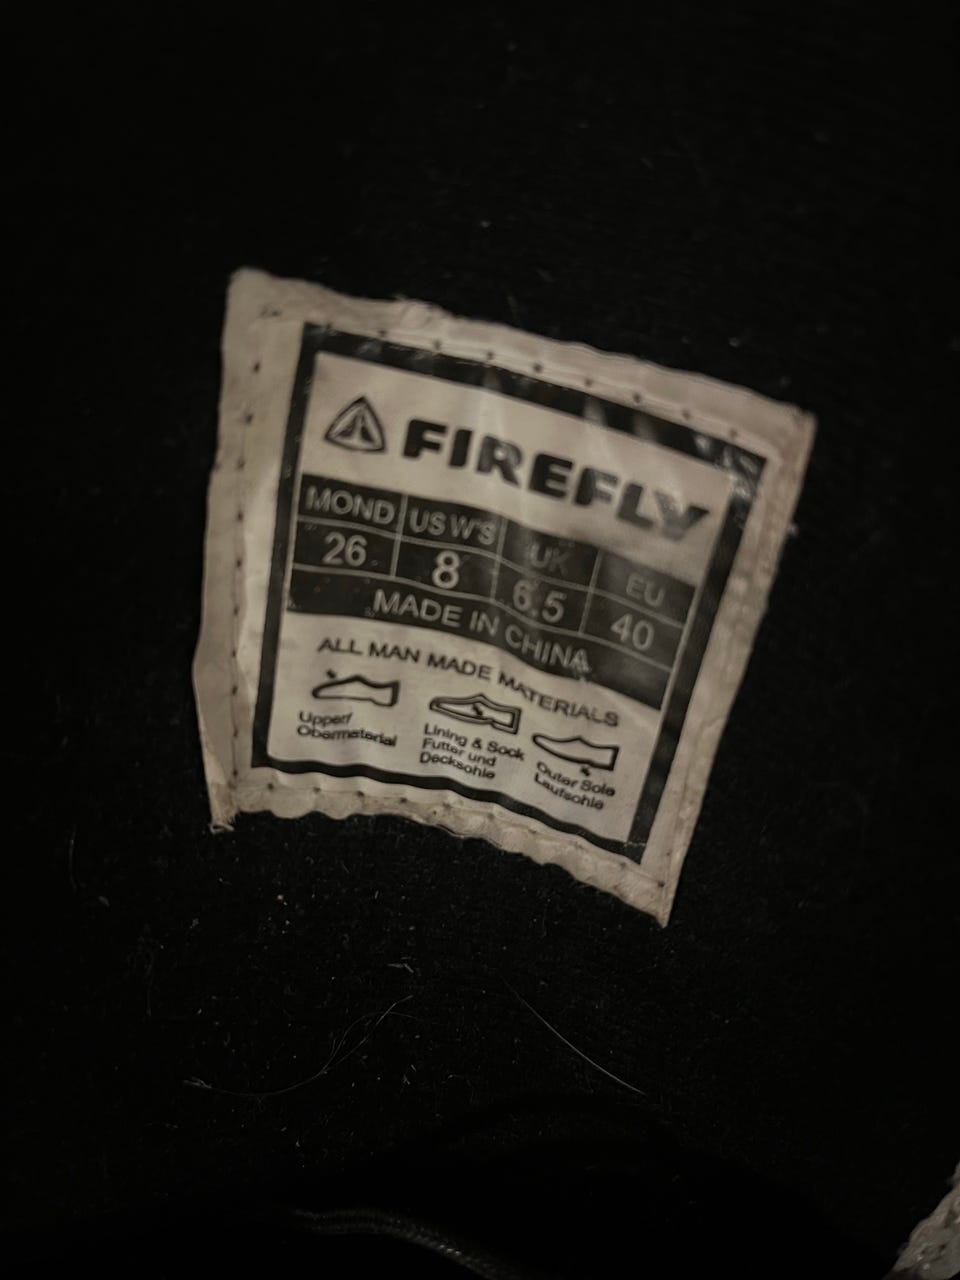 FIREFLY
MOND US W'S UK EU
26 8 6.5 40
MADE IN CHINA
ALL MAN MADE MATERIALS
Upper/
Obermaterial
Lining & Sock
Futter und
Decksohle
Outer Sole
Laufsohle